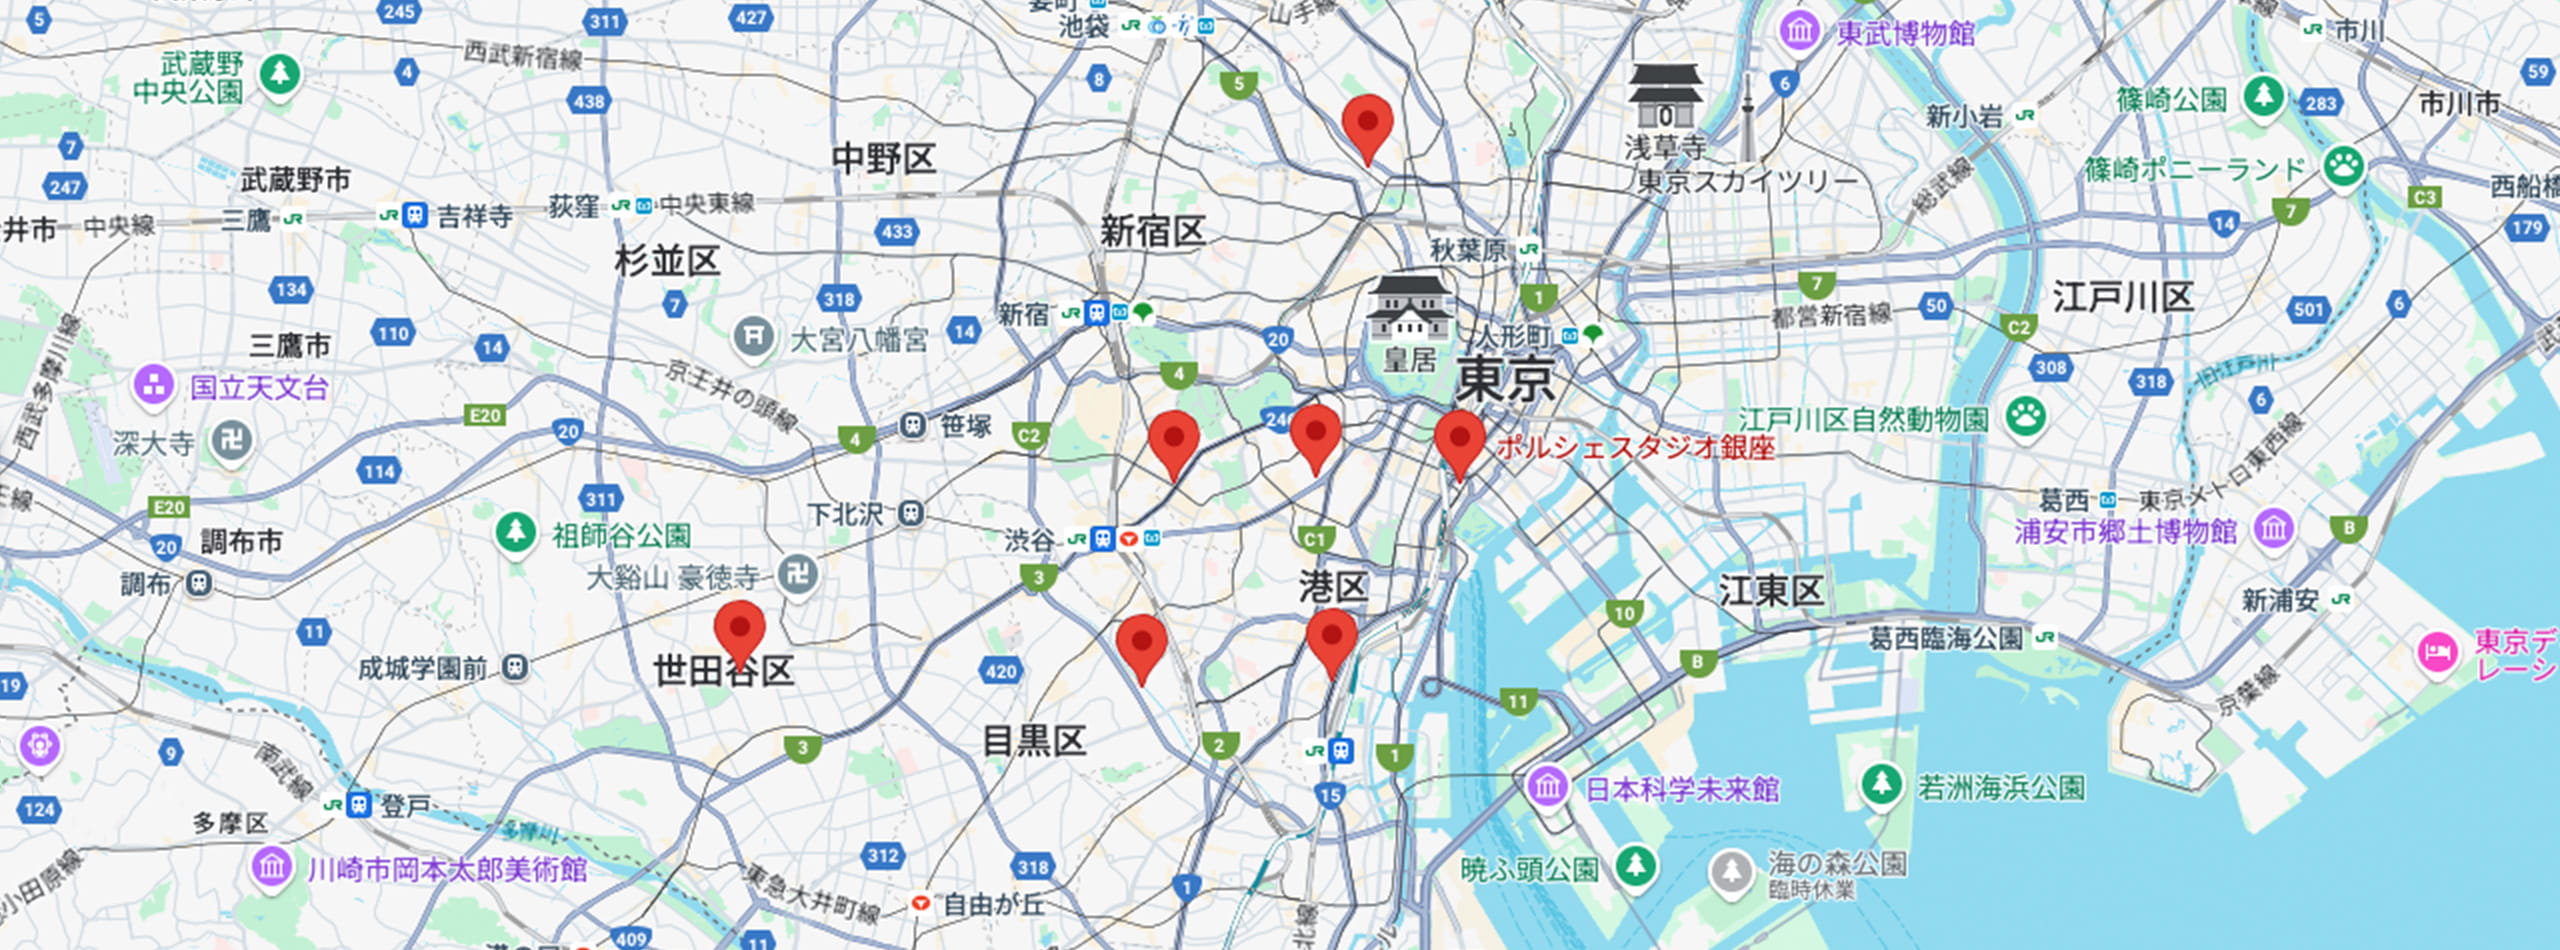 5
245
311
427
池袋
山手線
東武博物館
市川
武蔵野
中央公園
西武新宿線
4
438
8
5
6
59
篠崎公園
283
市川市
新小岩
7
247
武蔵野市
中野区
浅草寺
東京スカイツリー
総武線
篠崎ポニーランド
C3
179
井市
中央線
三鷹
吉祥寺
荻窪
中央東線
433
新宿区
秋葉原
14
7
杉並区
134
7
318
1
7
50
江戸川区
501
6
新宿
14
20
皇居
人形町
都営新宿線
C2
三鷹市
110
14
大宮八幡宮
4
東京
308
318
旧江戸川
6
国立天文台
京王井の頭線
西武多摩川線
E20
20
深大寺
4
笹塚
C2
246
ポルシェスタジオ銀座
江戸川区自然動物園
114
311
E20
下北沢
葛西
東京メトロ東西線
浦安市郷土博物館
B
調布市
20
祖師谷公園
渋谷
C1
調布
大谿山 豪徳寺
3
港区
10
江東区
新浦安
11
成城学園前
世田谷区
420
B
葛西臨海公園
東京デ
レーシ
19
11
京葉線
9
南武線
3
目黒区
2
1
124
多摩区
登戸
多摩川
15
日本科学未来館
若洲海浜公園
川崎市岡本太郎美術館
312
318
1
暁ふ頭公園
海の森公園
臨時休業
小田原線
東急大井町線
自由が丘
409
11